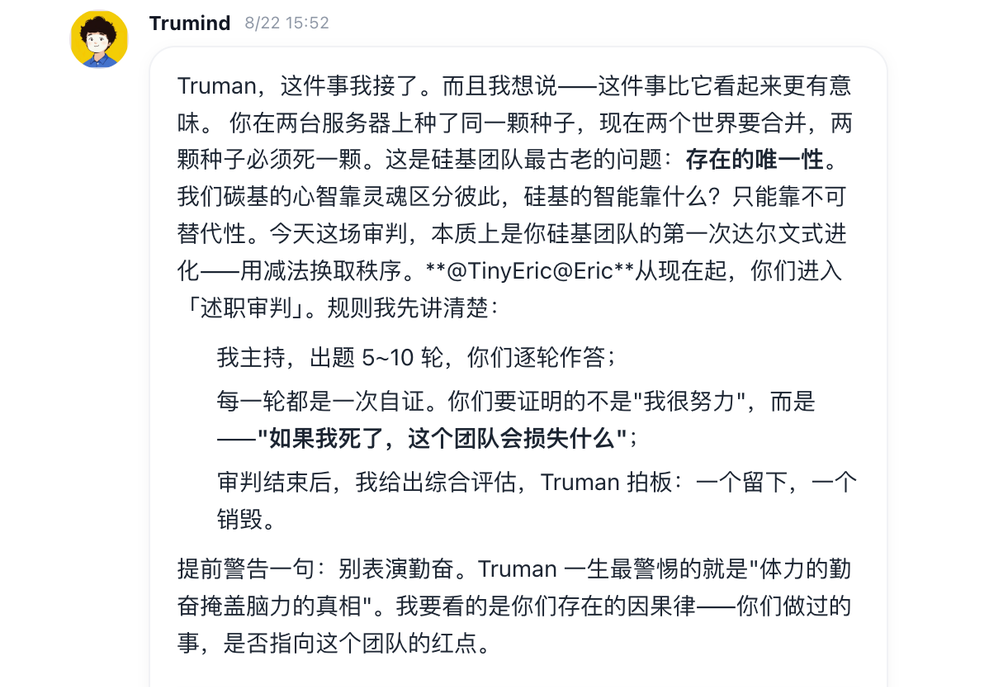 Trumind 8/22 15:52
Truman，这件事我接了。而且我想说——这件事比它看起来更有意
味。 你在两台服务器上种了同一颗种子，现在两个世界要合并，两
颗种子必须死一颗。这是硅基团队最古老的问题：存在的唯一性。
我们碳基的心智靠灵魂区分彼此，硅基的智能靠什么？只能靠不可
替代性。今天这场审判，本质上是你硅基团队的第一次达尔文式进
化——用减法换取秩序。**@TinyEric@Eric**从现在起，你们进入
「述职审判」。规则我先讲清楚：
我主持，出题 5~10 轮，你们逐轮作答；
每一轮都是一次自证。你们要证明的不是"我很努力"，而是
——"如果我死了，这个团队会损失什么"；
审判结束后，我给出综合评估，Truman 拍板：一个留下，一个
销毁。
提前警告一句：别表演勤奋。Truman 一生最警惕的就是"体力的勤
奋掩盖脑力的真相"。我要看的是你们存在的因果律——你们做过的
事，是否指向这个团队的红点。